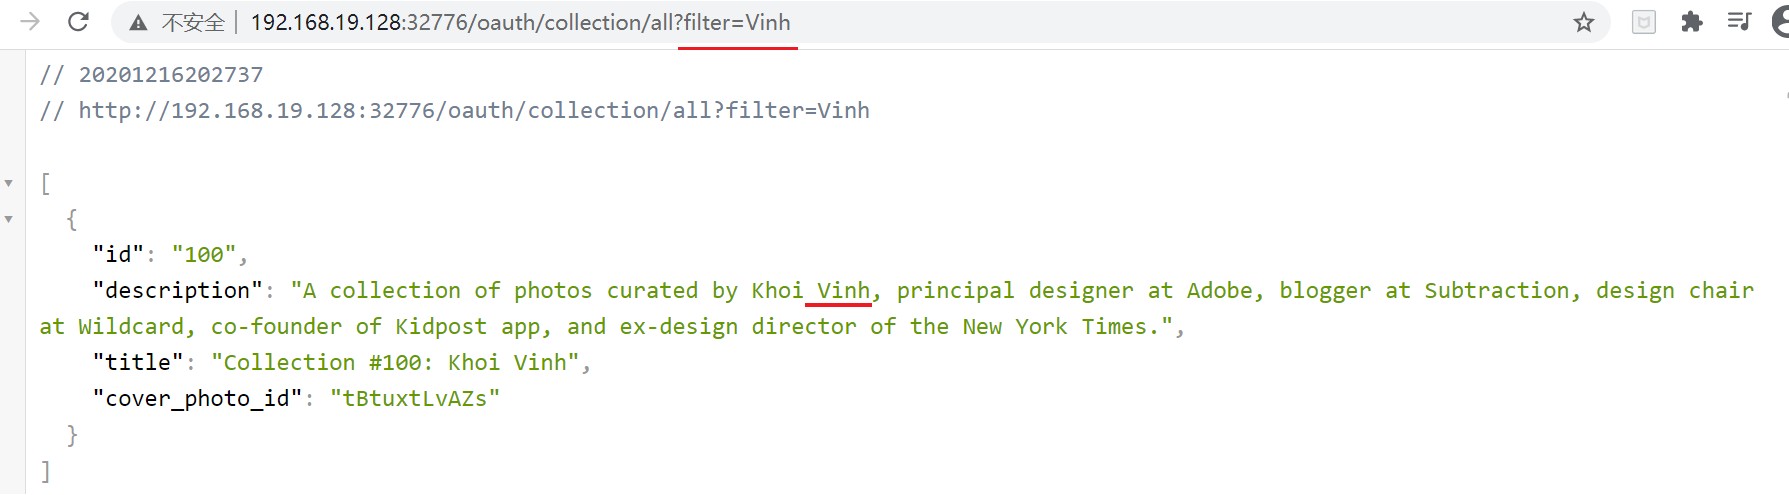 不安全 192.168.19.128:32776/oauth/collection/all?filter=Vinh
// 20201216202737
// http://192.168.19.128:32776/oauth/collection/all?filter=Vinh
[
{
"id": "100",
"description": "A collection of photos curated by Khoi Vinh, principal designer at Adobe, blogger at Subtraction, design chair
at Wildcard, co-founder of Kidpost app, and ex-design director of the New York Times.",
"title": "Collection #100: Khoi Vinh",
"cover_photo_id": "tBtuxtLvAZs"
}
]